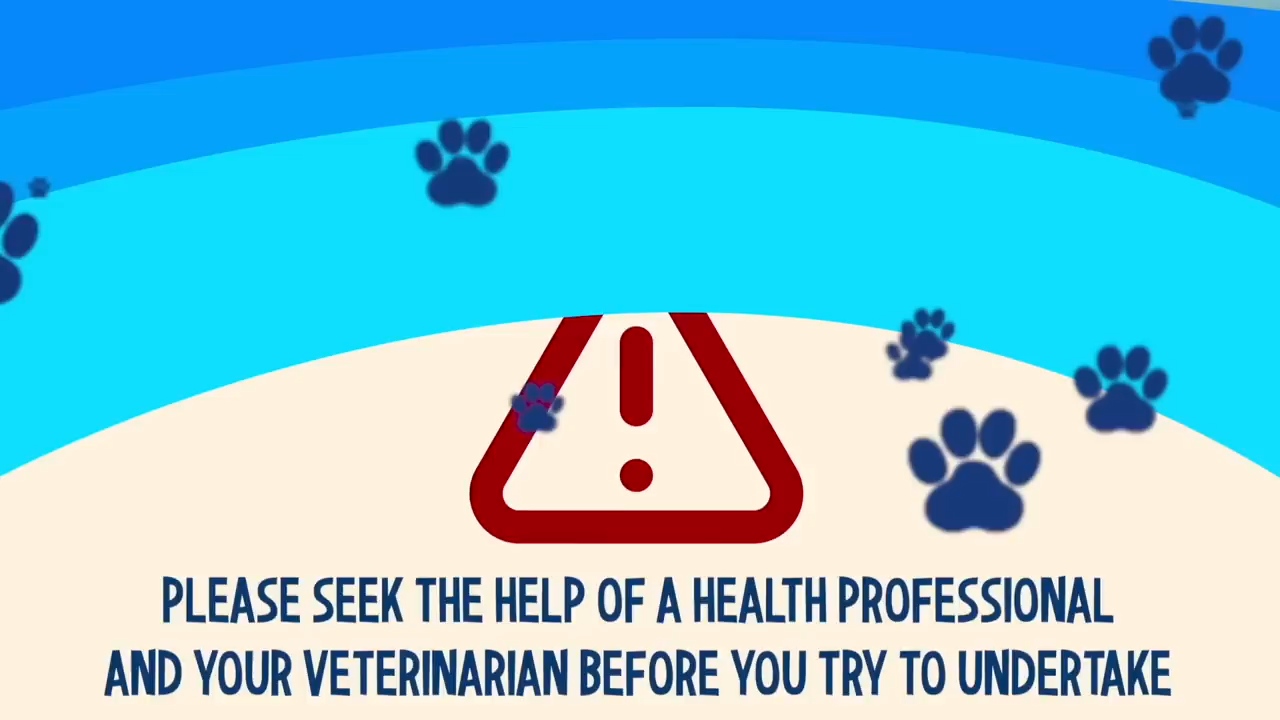 PLEASE SEEK THE HELP OF A HEALTH PROFESSIONAL
AND YOUR VETERINARIAN BEFORE YOU TRY TO UNDERTAKE